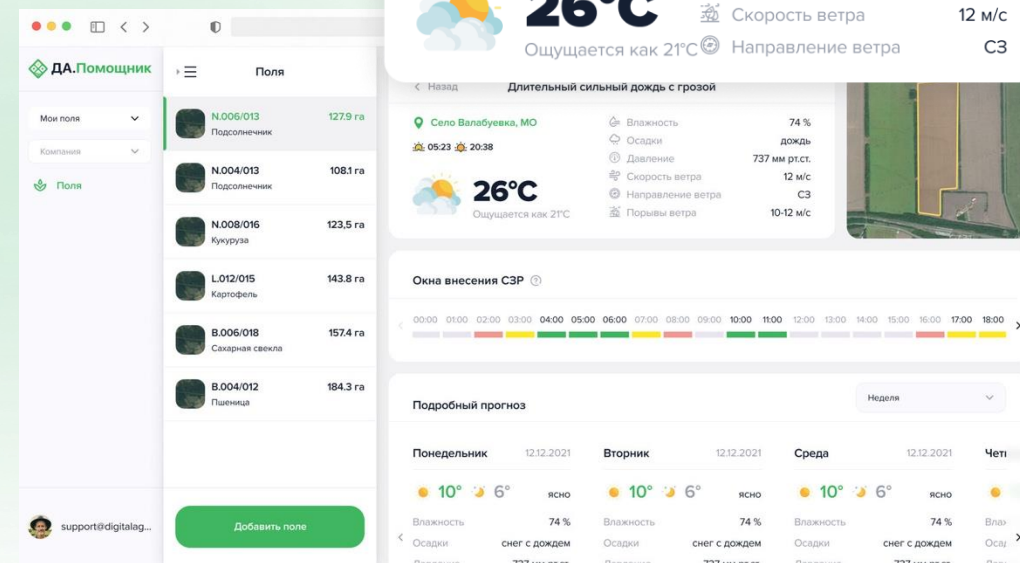 26°C
Ощущается как 21°C
Скорость ветра 12 м/с
Направление ветра СЗ
ДА.Помощник
Мои поля
Компания
Поля
support@digitalag...
Поля
N.006/013 127.9 га
Подсолнечник
N.004/013 108.1 га
Подсолнечник
N.008/016 123,5 га
Кукуруза
L.012/015 143.8 га
Картофель
B.006/018 157.4 га
Сахарная свекла
B.004/012 184.3 га
Пшеница
Добавить поле
Назад Длительный сильный дождь с грозой
Село Валабуевка, МО
05:23 20:38
26°C
Ощущается как 21°C
Влажность 74 %
Осадки дождь
Давление 737 мм рт.ст.
Скорость ветра 12 м/с
Направление ветра СЗ
Порывы ветра 10-12 м/с
Окна внесения СЗР
00:00 01:00 02:00 03:00 04:00 05:00 06:00 07:00 08:00 09:00 10:00 11:00 12:00 13:00 14:00 15:00 16:00 17:00 18:00
Подробный прогноз Неделя
Понедельник 12.12.2021 Вторник 12.12.2021 Среда 12.12.2021
10° 6° ясно 10° 6° ясно 10° 6° ясно
Влажность 74 % Влажность 74 % Влажность 74 %
Осадки снег с дождем Осадки снег с дождем Осадки снег с дождем